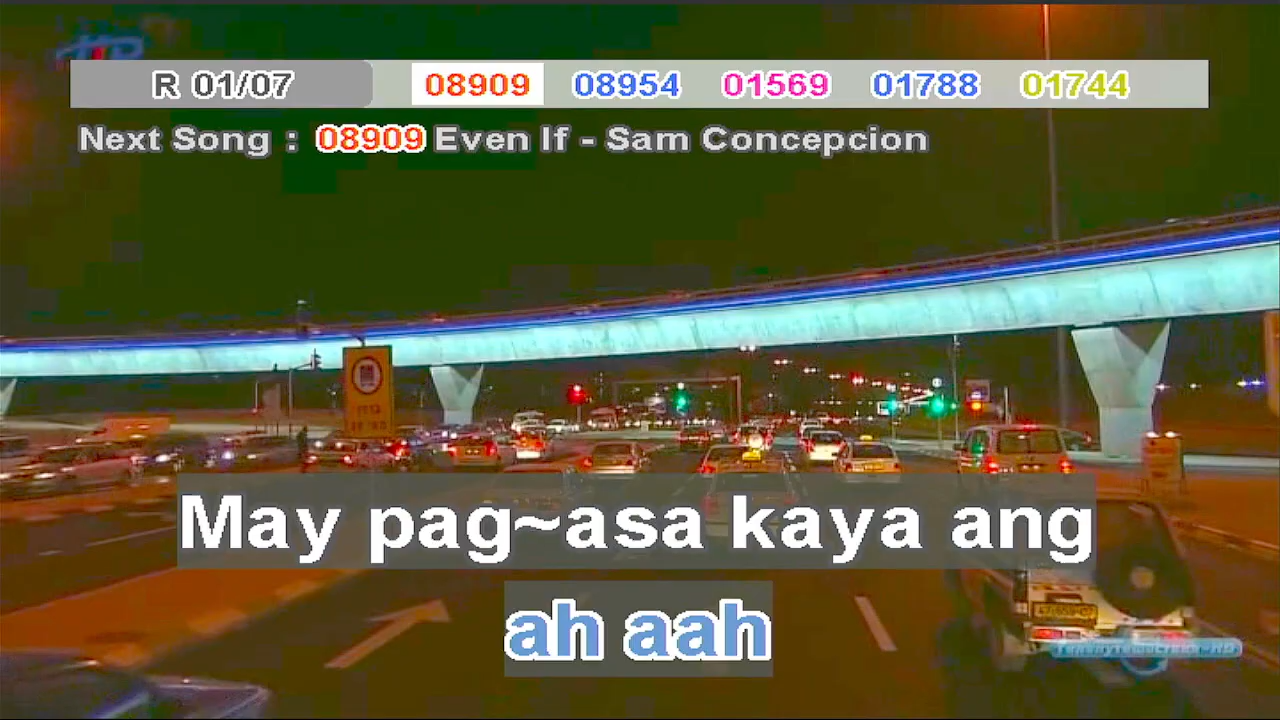 R 01/07 08909 08954 01569 01788 01744
Next Song : 08909 Even If - Sam Concepcion
May pag~asa kaya ang
ah aah